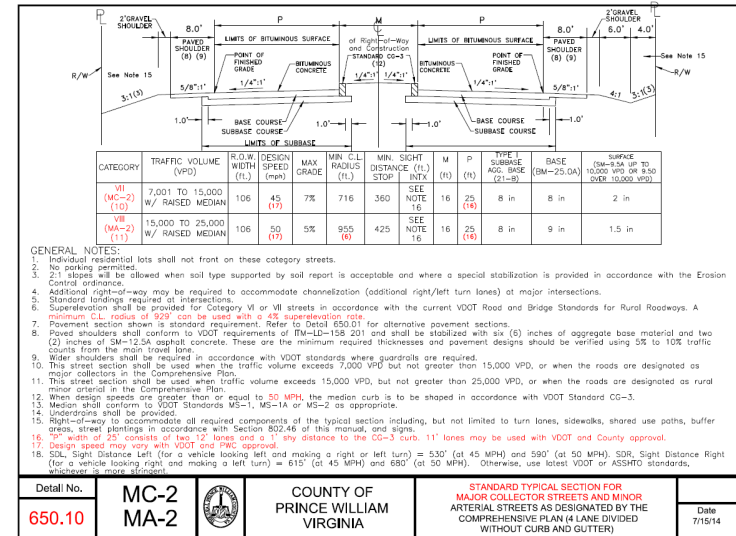 P̲L
2'GRAVEL SHOULDER
8.0'
P
M
P
8.0'
2'GRAVEL SHOULDER
6.0'
4.0'
PL
PAVED SHOULDER (8) (9)
LIMITS OF BITUMINOUS SURFACE
C̲L of Right-of-Way and Construction
STANDARD CG-3 (12)
LIMITS OF BITUMINOUS SURFACE
PAVED SHOULDER (8) (9)
R/W
See Note 15
POINT OF FINISHED GRADE
BITUMINOUS CONCRETE
BITUMINOUS CONCRETE
POINT OF FINISHED GRADE
See Note 15
R/W
3:1(3)
5/8":1'
1/4":1'
1/4":1'
1/4":1'
1/4":1'
5/8":1'
4:1
3:1(3)
1.0'
BASE COURSE
SUBBASE COURSE
1.0'
1.0'
BASE COURSE
SUBBASE COURSE
1.0'
LIMITS OF SUBBASE
CATEGORY TRAFFIC VOLUME (VPD) R.O.W. WIDTH (ft.) DESIGN SPEED (mph) MAX GRADE MIN C.L. RADIUS (ft.) MIN. SIGHT DISTANCE (ft.) STOP INTX M (ft) P (ft) TYPE I SUBBASE AGG. BASE (21-B) BASE (BM-25.0A) SURFACE (SM-9.5A UP TO 10,000 VPD OR 9.5D OVER 10,000 VPD)
VII (MC-2) (10) 7,001 TO 15,000 W/ RAISED MEDIAN 106 45 (17) 7% 716 360 SEE NOTE 16 16 25 (16) 8 in 8 in 2 in
VIII (MA-2) (11) 15,000 TO 25,000 W/ RAISED MEDIAN 106 50 (17) 5% 955 (6) 425 SEE NOTE 16 16 25 (16) 8 in 9 in 1.5 in
GENERAL NOTES:
1. Individual residential lots shall not front on these category streets.
2. No parking permitted.
3. 2:1 slopes will be allowed when soil type supported by soil report is acceptable and where a special stabilization is provided in accordance with the Erosion
Control ordinance.
4. Additional right-of-way may be required to accommodate channelization (additional right/left turn lanes) at major intersections.
5. Standard landings required at intersections.
6. Superelevation shall be provided for Category VI or VII streets in accordance with the current VDOT Road and Bridge Standards for Rural Roadways. A
minimum C.L. radius of 929' can be used with a 4% superelevation rate.
7. Pavement section shown is standard requirement. Refer to Detail 650.01 for alternative pavement sections.
8. Paved shoulders shall conform to VDOT requirements of ITM-LD-158 201 and shall be stabilized with six (6) inches of aggregate base material and two
(2) inches of SM-12.5A asphalt concrete. These are the minimum required thicknesses and pavement designs should be verified using 5% to 10% traffic
counts from the main travel lane.
9. Wider shoulders shall be required in accordance with VDOT standards where guardrails are required.
10. This street section shall be used when the traffic volume exceeds 7,000 VPD but not greater than 15,000 VPD, or when the roads are designated as
major collectors in the Comprehensive Plan.
11. This street section shall be used when traffic volume exceeds 15,000 VPD, but not greater than 25,000 VPD, or when the roads are designated as rural
minor arterial in the Comprehensive Plan.
12. When design speeds are greater than or equal to 50 MPH, the median curb is to be shaped in accordance with VDOT Standard CG-3.
13. Median shall conform to VDOT Standards MS-1, MS-1A or MS-2 as appropriate.
14. Underdrains shall be provided.
15. Right-of-way to accommodate all required components of the typical section including, but not limited to turn lanes, sidewalks, shared use paths, buffer
areas, street plantings in accordance with Section 802.46 of this manual, and signs.
16. "P" width of 25' consists of two 12' lanes and a 1' shy distance to the CG-3 curb. 11' lanes may be used with VDOT and County approval.
17. Design speed may vary with VDOT and PWC approval.
18. SDL, Sight Distance Left (for a vehicle looking left and making a right or left turn) = 530' (at 45 MPH) and 590' (at 50 MPH). SDR, Sight Distance Right
(for a vehicle looking right and making a left turn) = 615' (at 45 MPH) and 680' (at 50 MPH). Otherwise, use latest VDOT or ASSHTO standards,
whichever is more stringent.
Detail No.
650.10
MC-2
MA-2
COUNTY OF
PRINCE WILLIAM
VIRGINIA
STANDARD TYPICAL SECTION FOR
MAJOR COLLECTOR STREETS AND MINOR
ARTERIAL STREETS AS DESIGNATED BY THE
COMPREHENSIVE PLAN (4 LANE DIVIDED
WITHOUT CURB AND GUTTER)
Date
7/15/14